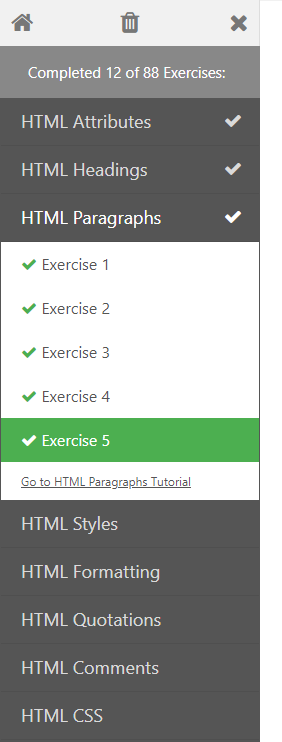 Completed 12 of 88 Exercises:
HTML Attributes
HTML Headings
HTML Paragraphs
Exercise 1
Exercise 2
Exercise 3
Exercise 4
Exercise 5
Go to HTML Paragraphs Tutorial
HTML Styles
HTML Formatting
HTML Quotations
HTML Comments
HTML CSS